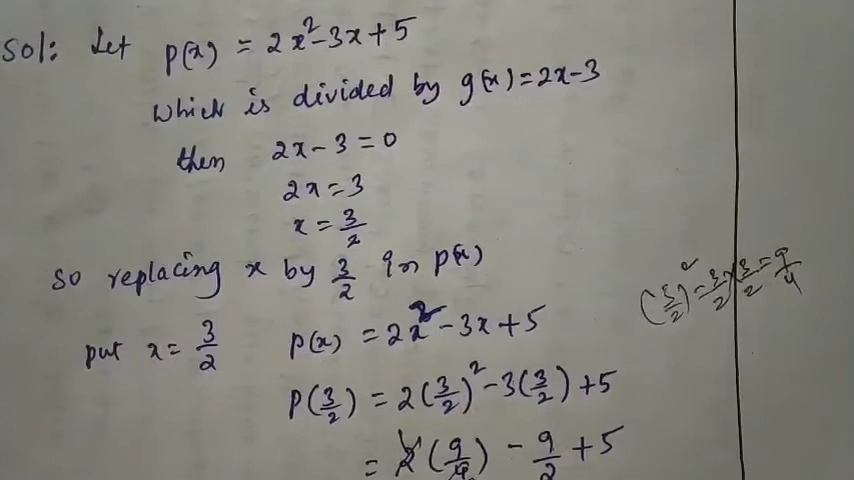 Sol: Let p(x) = 2x² - 3x + 5
Which is divided by g(x) = 2x - 3
then 2x - 3 = 0
2x = 3
x = 3/2
so replacing x by 3/2 in p(x)
put x = 3/2 p(x) = 2x² - 3x + 5
(3/2)² = 3/2 x 3/2 = 9/4
p(3/2) = 2(3/2)² - 3(3/2) + 5
= 2(9/4) - 9/2 + 5